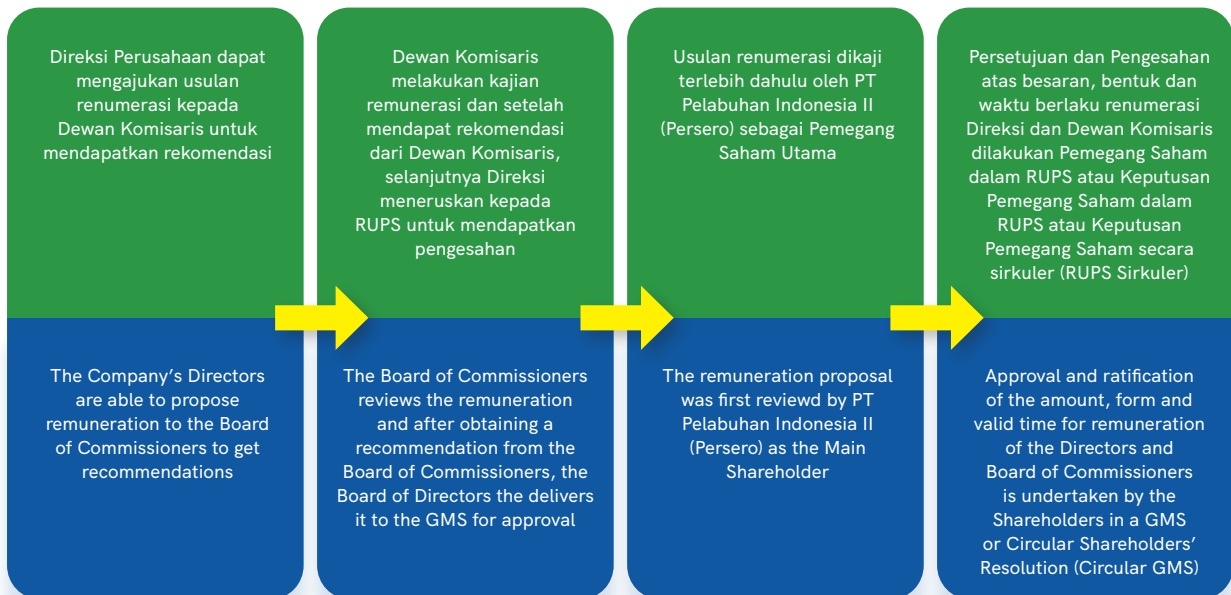 Direksi Perusahaan dapat
mengajukan usulan
renumerasi kepada
Dewan Komisaris untuk
mendapatkan rekomendasi
The Company's Directors
are able to propose
remuneration to the Board
of Commissioners to get
recommendations
Dewan Komisaris
melakukan kajian
remunerasi dan setelah
mendapat rekomendasi
dari Dewan Komisaris,
selanjutnya Direksi
meneruskan kepada
RUPS untuk mendapatkan
pengesahan
The Board of Commissioners
reviews the remuneration
and after obtaining a
recommendation from the
Board of Commissioners, the
Board of Directors the delivers
it to the GMS for approval
Usulan renumerasi dikaji
terlebih dahulu oleh PT
Pelabuhan Indonesia II
(Persero) sebagai Pemegang
Saham Utama
The remuneration proposal
was first reviewd by PT
Pelabuhan Indonesia II
(Persero) as the Main
Shareholder
Persetujuan dan Pengesahan
atas besaran, bentuk dan
waktu berlaku renumerasi
Direksi dan Dewan Komisaris
dilakukan Pemegang Saham
dalam RUPS atau Keputusan
Pemegang Saham dalam
RUPS atau Keputusan
Pemegang Saham secara
sirkuler (RUPS Sirkuler)
Approval and ratification
of the amount, form and
valid time for remuneration
of the Directors and
Board of Commissioners
is undertaken by the
Shareholders in a GMS
or Circular Shareholders'
Resolution (Circular GMS)